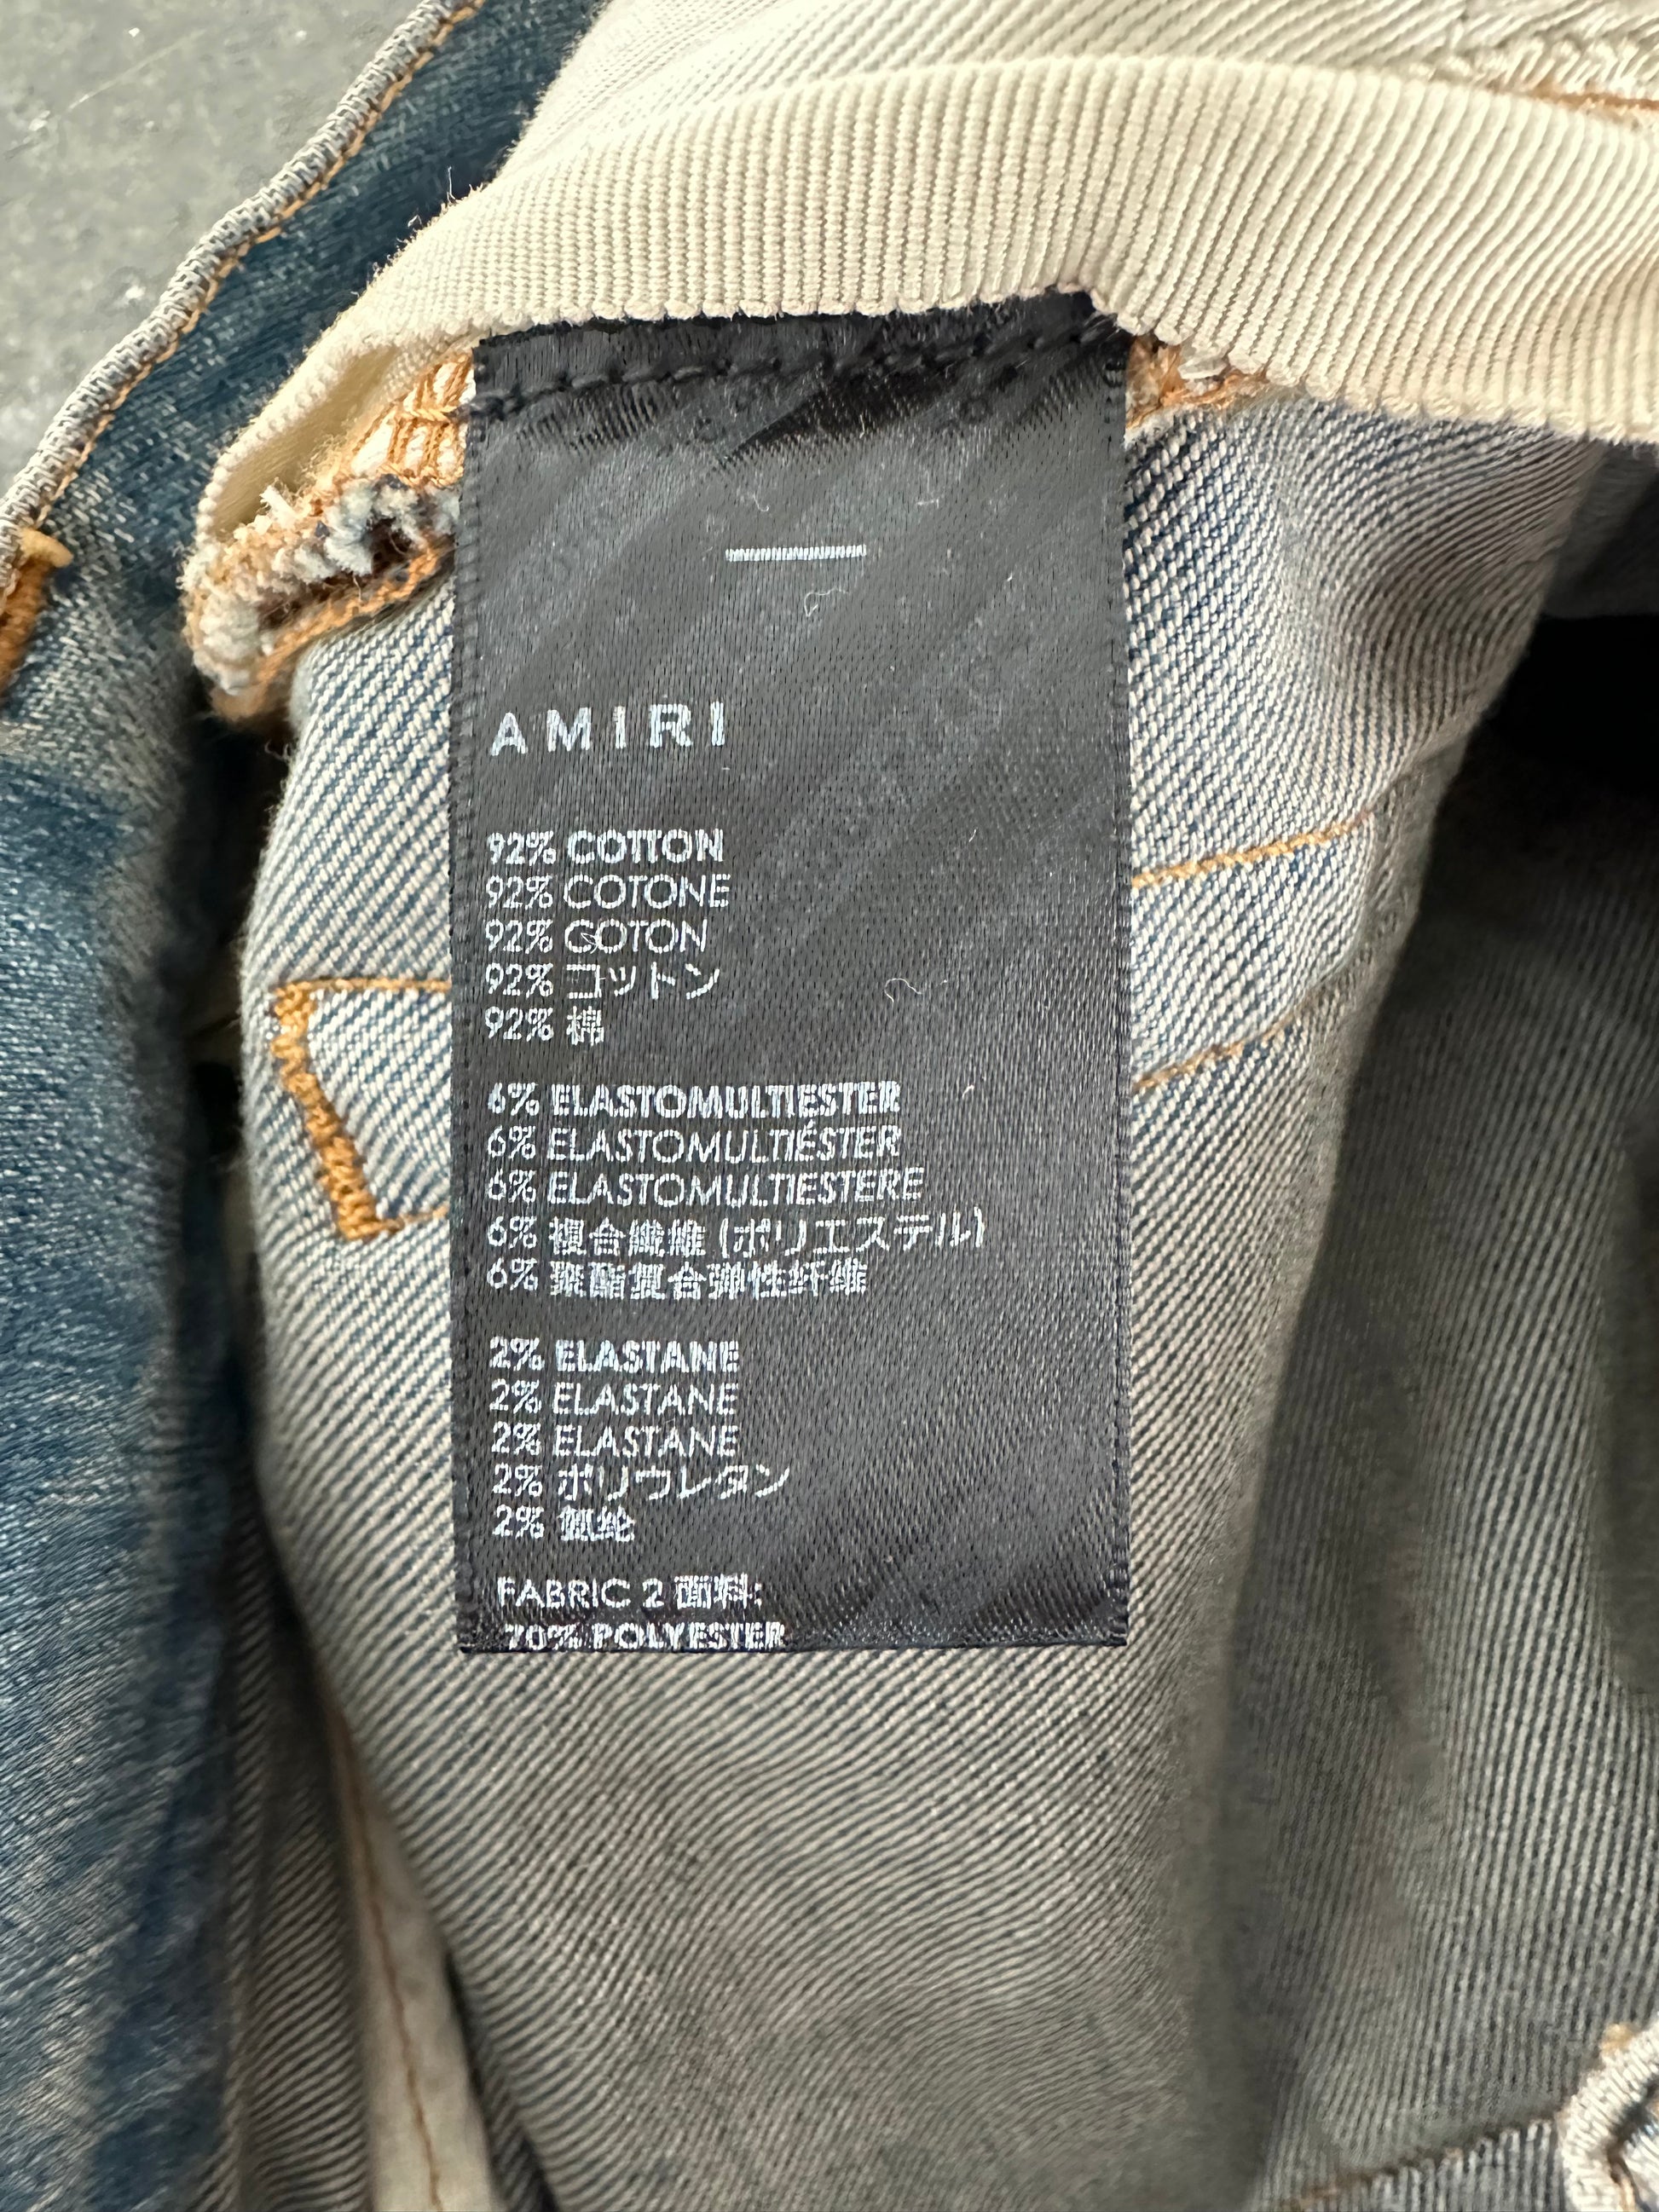 AMIRI
92% COTTON
92% COTONE
92% COTON
92% コットン
92% 棉
6% ELASTOMULTIESTER
6% ELASTOMULTIÉSTER
6% ELASTOMULTIESTERE
6% 複合繊維 (ポリエステル)
6% 聚酯复合弹性纤维
2% ELASTANE
2% ELASTANE
2% ELASTANE
2% ポリウレタン
2% 氨纶
FABRIC 2 面料:
70% POLYESTER